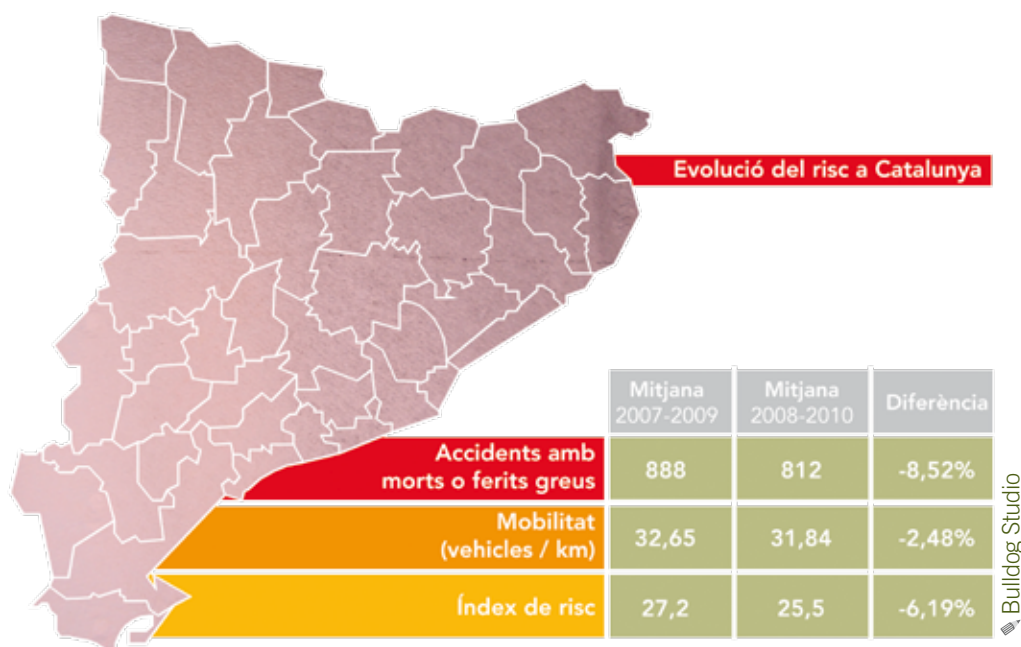 Evolució del risc a Catalunya
Mitjana
2007-2009
Mitjana
2008-2010
Diferència
Accidents amb
morts o ferits greus
888
812
-8,52%
Mobilitat
(vehicles / km)
32,65
31,84
-2,48%
Índex de risc
27,2
25,5
-6,19%
Bulldog Studio